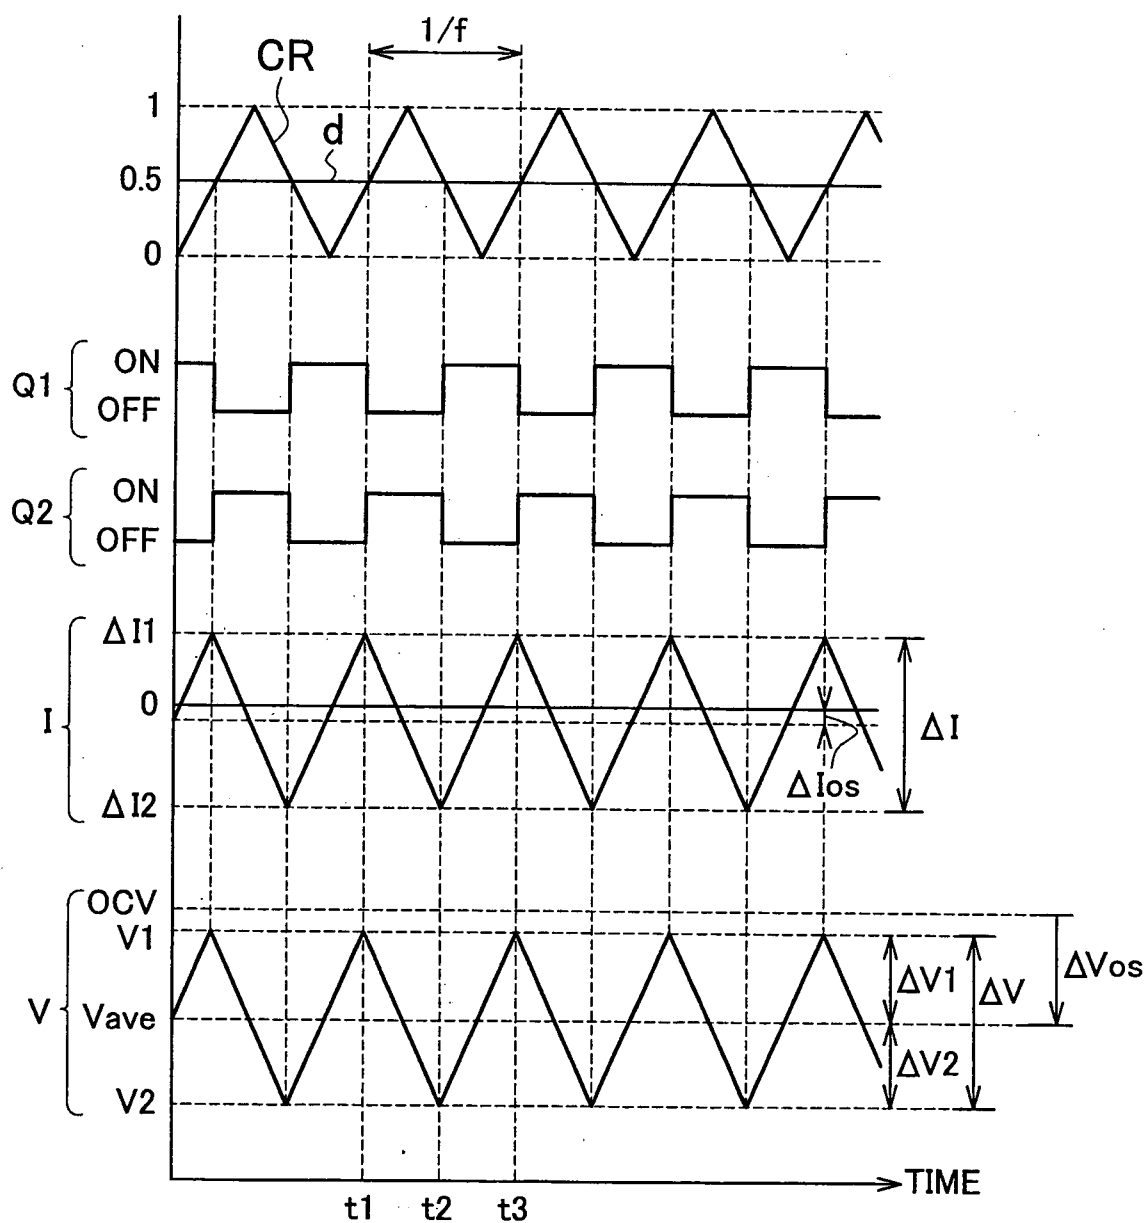 1/f
CR
1
d
0.5
0
Q1
ON
OFF
Q2
ON
OFF
I
ΔI1
0
ΔI2
ΔIos
ΔI
V
OCV
V1
Vave
V2
ΔV1
ΔV2
ΔV
ΔVos
t1 t2 t3
TIME